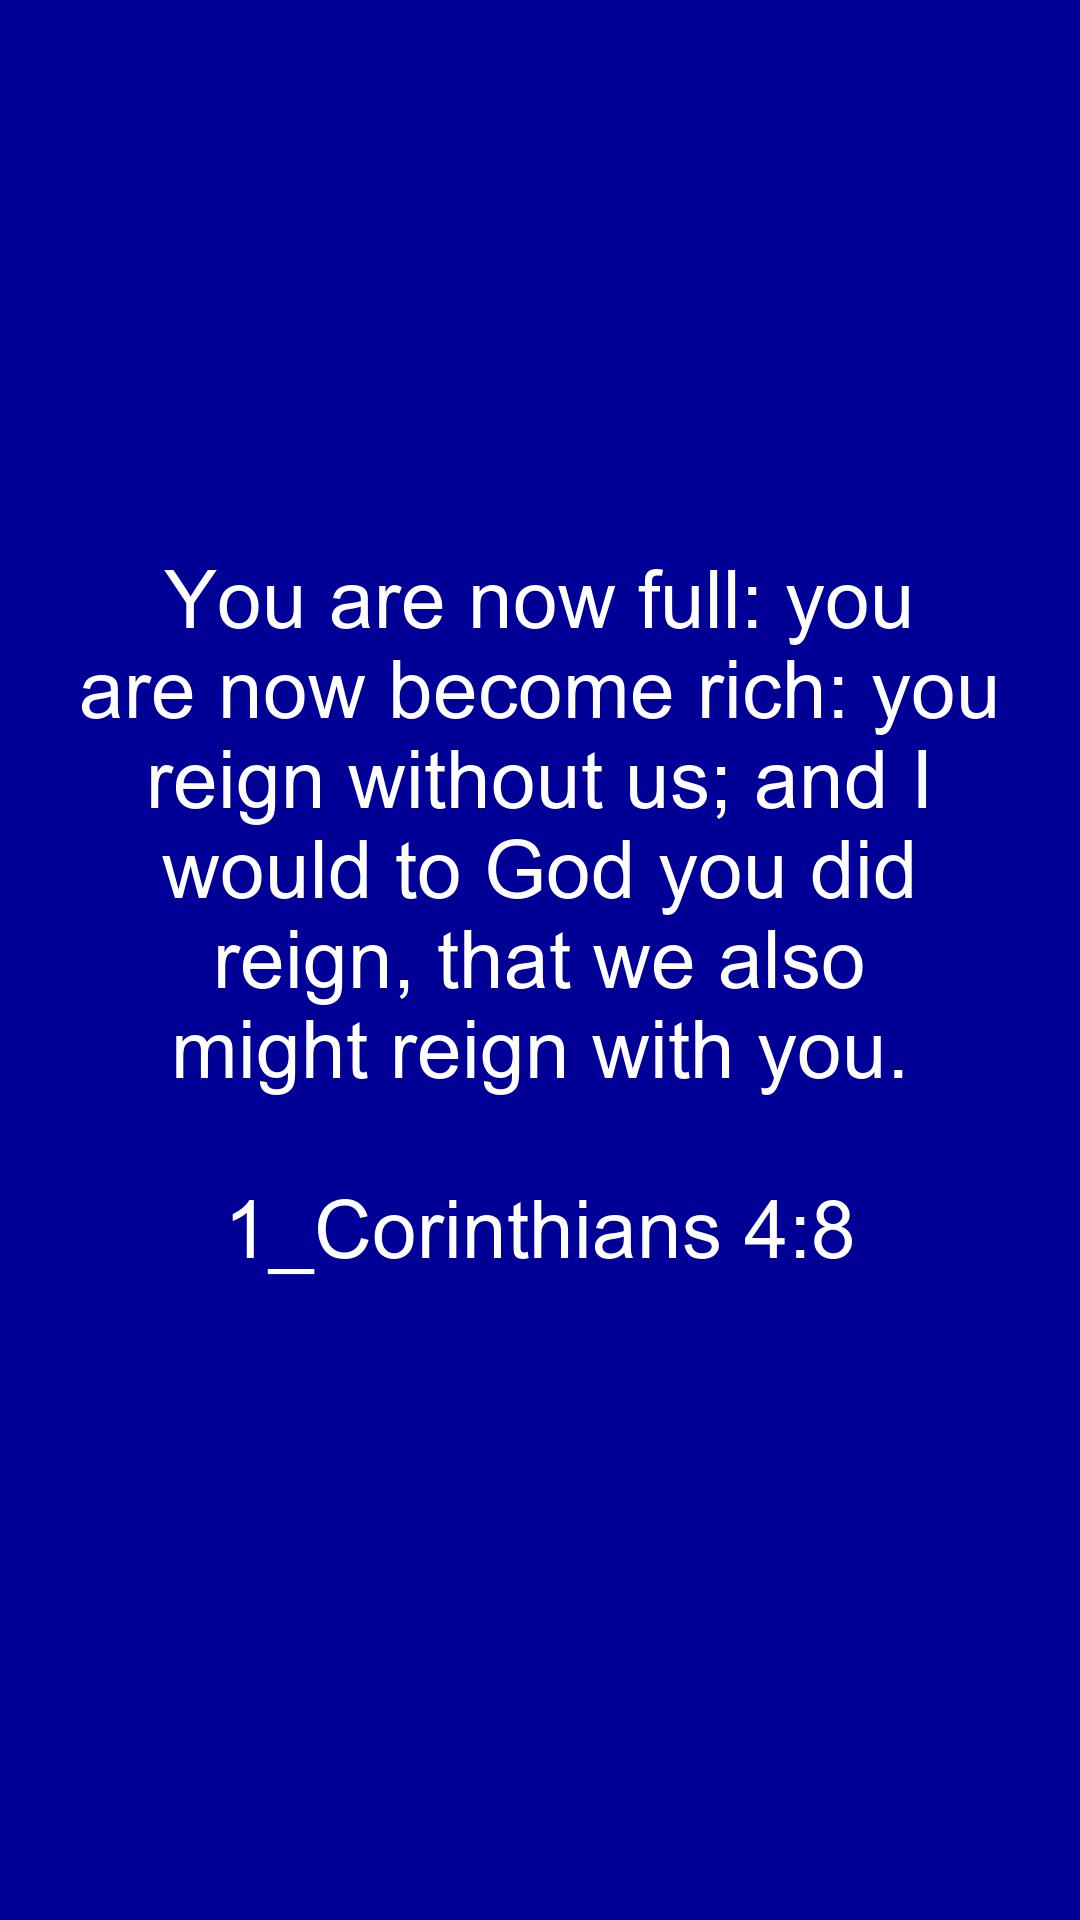 You are now full: you
are now become rich: you
reign without us; and I
would to God you did
reign, that we also
might reign with you.
1_Corinthians 4:8